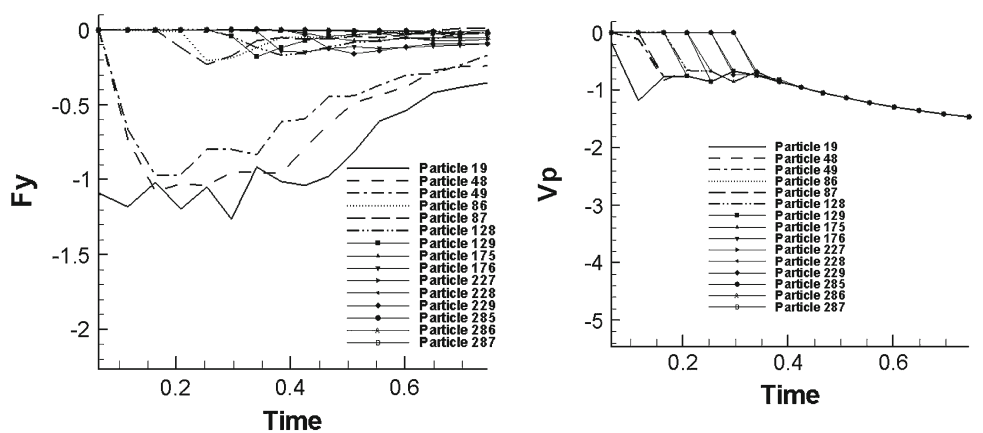 0
-0.5
-1
-1.5
-2
Fy
0.2 0.4 0.6
Time
Particle 19
Particle 48
Particle 49
Particle 86
Particle 87
Particle 128
Particle 129
Particle 175
Particle 176
Particle 227
Particle 228
Particle 229
Particle 285
Particle 286
Particle 287
A
D
0
-1
-2
-3
-4
-5
Vp
0.2 0.4 0.6
Time
Particle 19
Particle 48
Particle 49
Particle 86
Particle 87
Particle 128
Particle 129
Particle 175
Particle 176
Particle 227
Particle 228
Particle 229
Particle 285
Particle 286
Particle 287
A
D